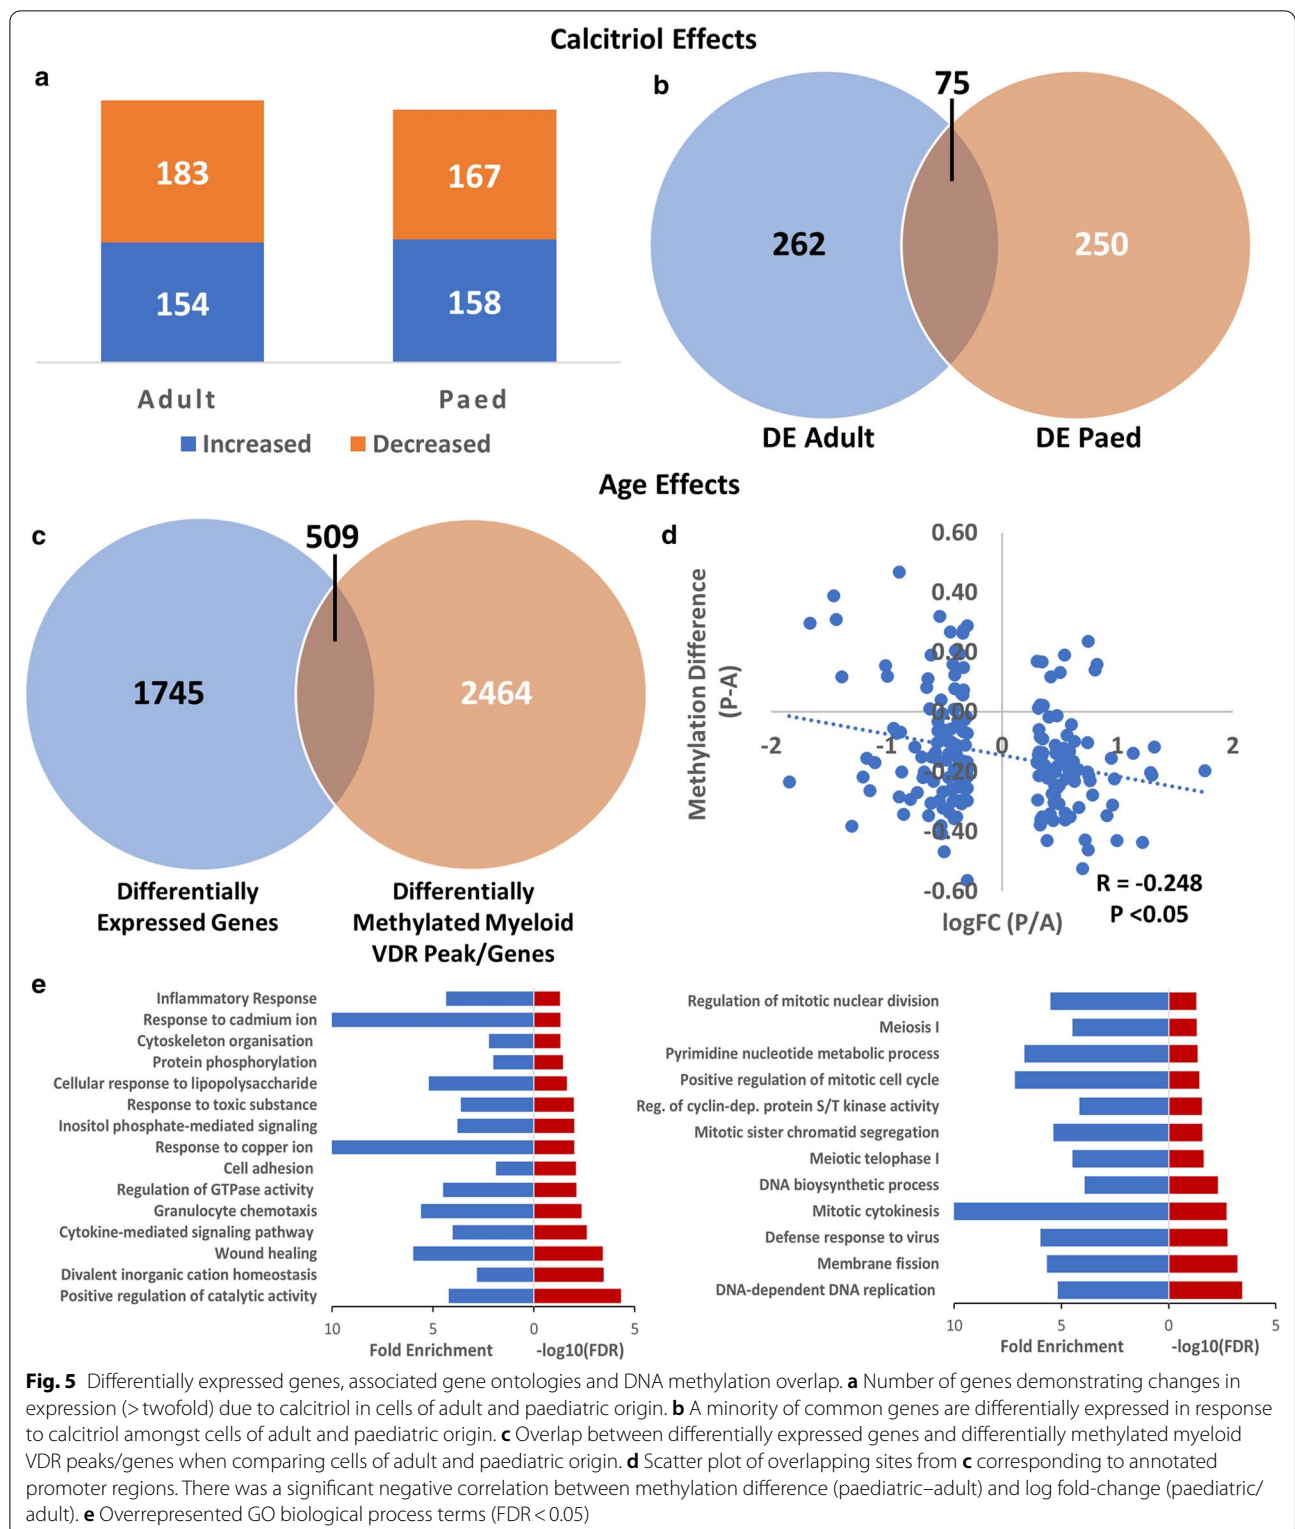 Calcitriol Effects
a
183
167
154
158
Adult
Paed
Increased
Decreased
b
75
262
250
DE Adult
DE Paed
Age Effects
c
509
1745
2464
Differentially
Expressed Genes
Differentially
Methylated Myeloid
VDR Peak/Genes
d
Methylation Difference
(P-A)
0.60
0.40
0.20
0.00
-0.20
-0.40
-0.60
-2
-1
0
1
2
R = -0.248
P <0.05
logFC (P/A)
e
Inflammatory Response
Response to cadmium ion
Cytoskeleton organisation
Protein phosphorylation
Cellular response to lipopolysaccharide
Response to toxic substance
Inositol phosphate-mediated signaling
Response to copper ion
Cell adhesion
Regulation of GTPase activity
Granulocyte chemotaxis
Cytokine-mediated signaling pathway
Wound healing
Divalent inorganic cation homeostasis
Positive regulation of catalytic activity
10 5 0 5
Fold Enrichment -log10(FDR)
Regulation of mitotic nuclear division
Meiosis I
Pyrimidine nucleotide metabolic process
Positive regulation of mitotic cell cycle
Reg. of cyclin-dep. protein S/T kinase activity
Mitotic sister chromatid segregation
Meiotic telophase I
DNA bioysynthetic process
Mitotic cytokinesis
Defense response to virus
Membrane fission
DNA-dependent DNA replication
10 5 0 5
Fold Enrichment -log10(FDR)
Fig. 5 Differentially expressed genes, associated gene ontologies and DNA methylation overlap. a Number of genes demonstrating changes in
expression (> twofold) due to calcitriol in cells of adult and paediatric origin. b A minority of common genes are differentially expressed in response
to calcitriol amongst cells of adult and paediatric origin. c Overlap between differentially expressed genes and differentially methylated myeloid
VDR peaks/genes when comparing cells of adult and paediatric origin. d Scatter plot of overlapping sites from c corresponding to annotated
promoter regions. There was a significant negative correlation between methylation difference (paediatric–adult) and log fold-change (paediatric/
adult). e Overrepresented GO biological process terms (FDR < 0.05)